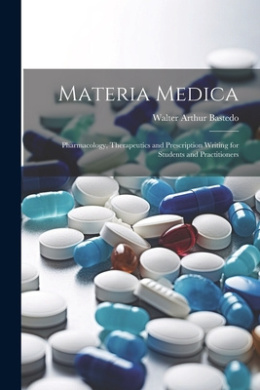 Materia Medica
Walter Arthur Bastedo
Pharmacology, Therapeutics and Prescription Writing for
Students and Practitioners